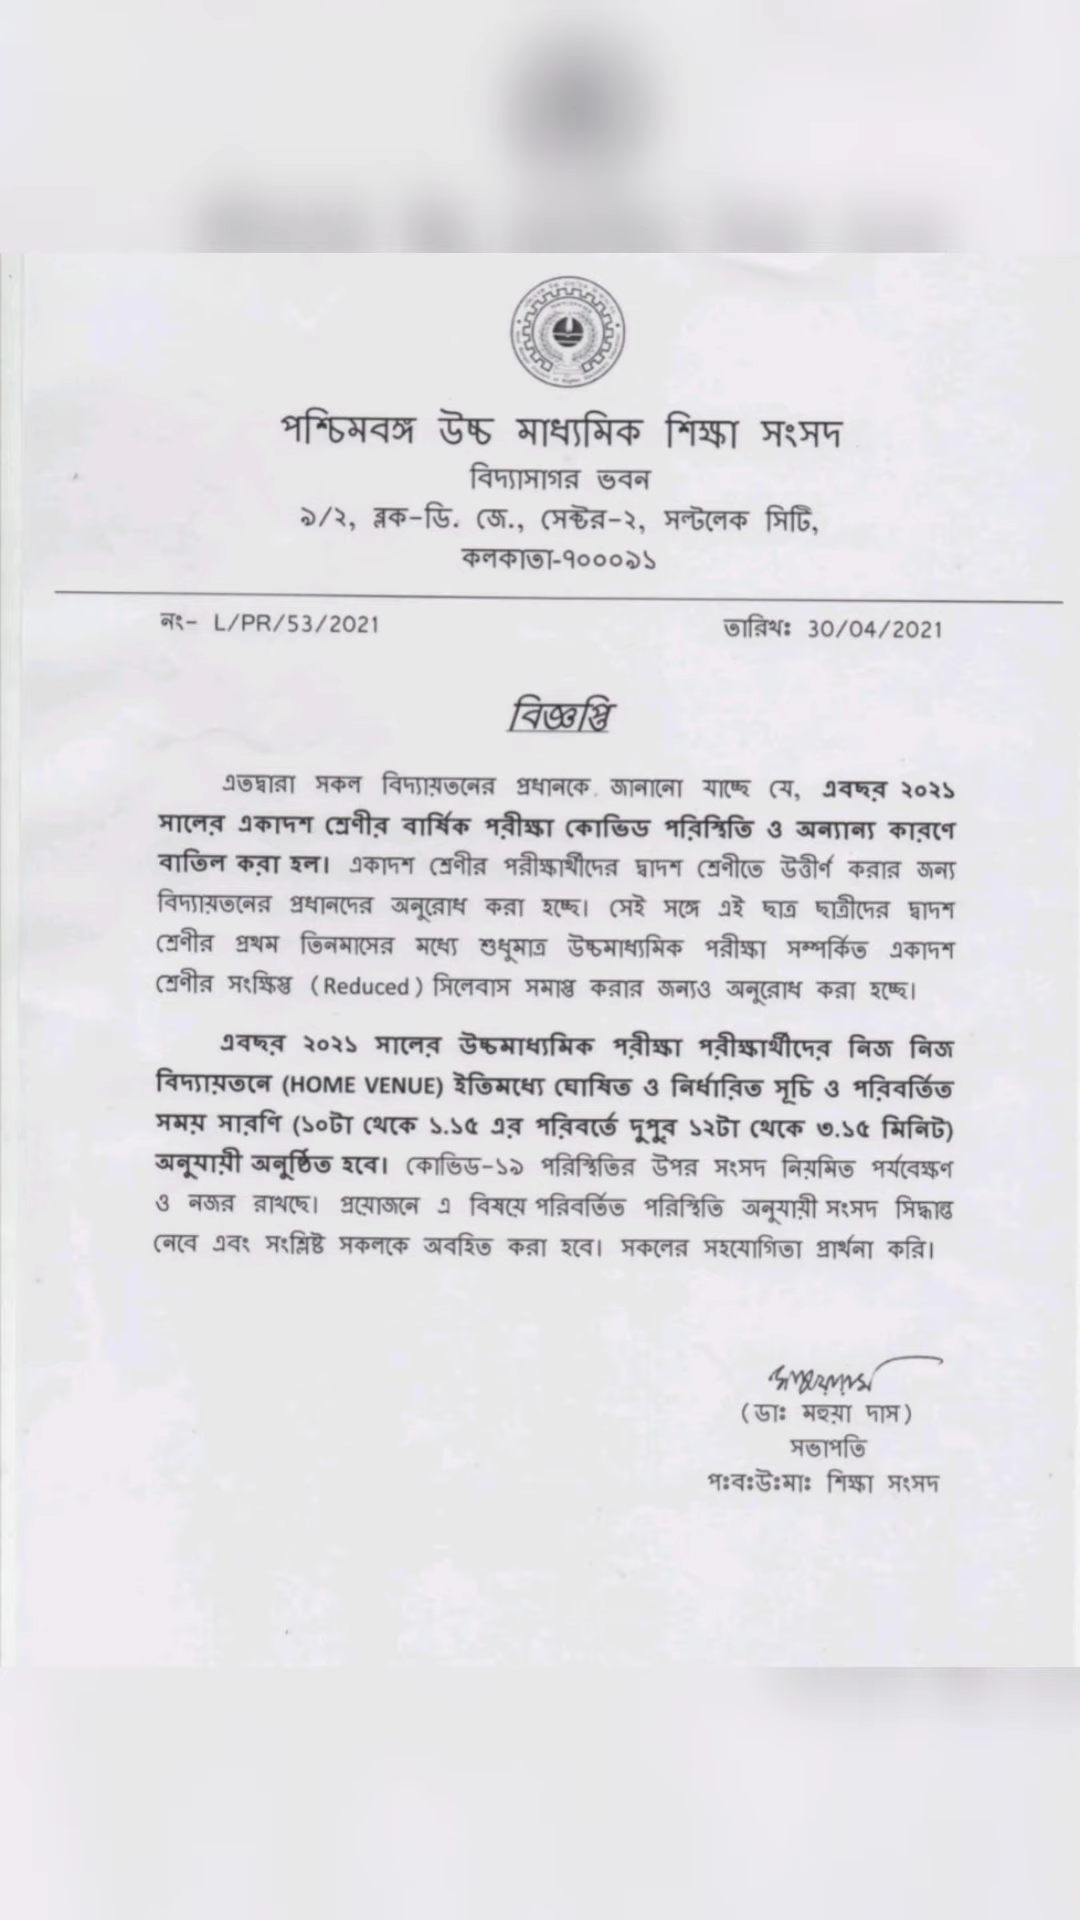 পশ্চিমবঙ্গ উচ্চ মাধ্যমিক শিক্ষা সংসদ
বিদ্যাসাগর ভবন
৯/২, ব্লক-ডি. জে., সেক্টর-২, সল্টলেক সিটি,
কলকাতা-৭০০০৯১
নং- L/PR/53/2021
তারিখঃ 30/04/2021
বিজ্ঞপ্তি
এতদ্বারা সকল বিদ্যায়তনের প্রধানকে জানানো যাচ্ছে যে, এবছর ২০২১
সালের একাদশ শ্রেণীর বার্ষিক পরীক্ষা কোভিড পরিস্থিতি ও অন্যান্য কারণে
বাতিল করা হল। একাদশ শ্রেণীর পরীক্ষার্থীদের দ্বাদশ শ্রেণীতে উত্তীর্ণ করার জন্য
বিদ্যায়তনের প্রধানদের অনুরোধ করা হচ্ছে। সেই সঙ্গে এই ছাত্র ছাত্রীদের দ্বাদশ
শ্রেণীর প্রথম তিনমাসের মধ্যে শুধুমাত্র উচ্চমাধ্যমিক পরীক্ষা সম্পর্কিত একাদশ
শ্রেণীর সংক্ষিপ্ত (Reduced) সিলেবাস সমাপ্ত করার জন্যও অনুরোধ করা হচ্ছে।
এবছর ২০২১ সালের উচ্চমাধ্যমিক পরীক্ষা পরীক্ষার্থীদের নিজ নিজ
বিদ্যায়তনে (HOME VENUE) ইতিমধ্যে ঘোষিত ও নির্ধারিত সূচি ও পরিবর্তিত
সময় সারণি (১০টা থেকে ১.১৫ এর পরিবর্তে দুপুর ১২টা থেকে ৩.১৫ মিনিট)
অনুযায়ী অনুষ্ঠিত হবে। কোভিড-১৯ পরিস্থিতির উপর সংসদ নিয়মিত পর্যবেক্ষণ
ও নজর রাখছে। প্রয়োজনে এ বিষয়ে পরিবর্তিত পরিস্থিতি অনুযায়ী সংসদ সিদ্ধান্ত
নেবে এবং সংশ্লিষ্ট সকলকে অবহিত করা হবে। সকলের সহযোগিতা প্রার্থনা করি।
(ডাঃ মহুয়া দাস)
সভাপতি
পঃবঃউঃমাঃ শিক্ষা সংসদ